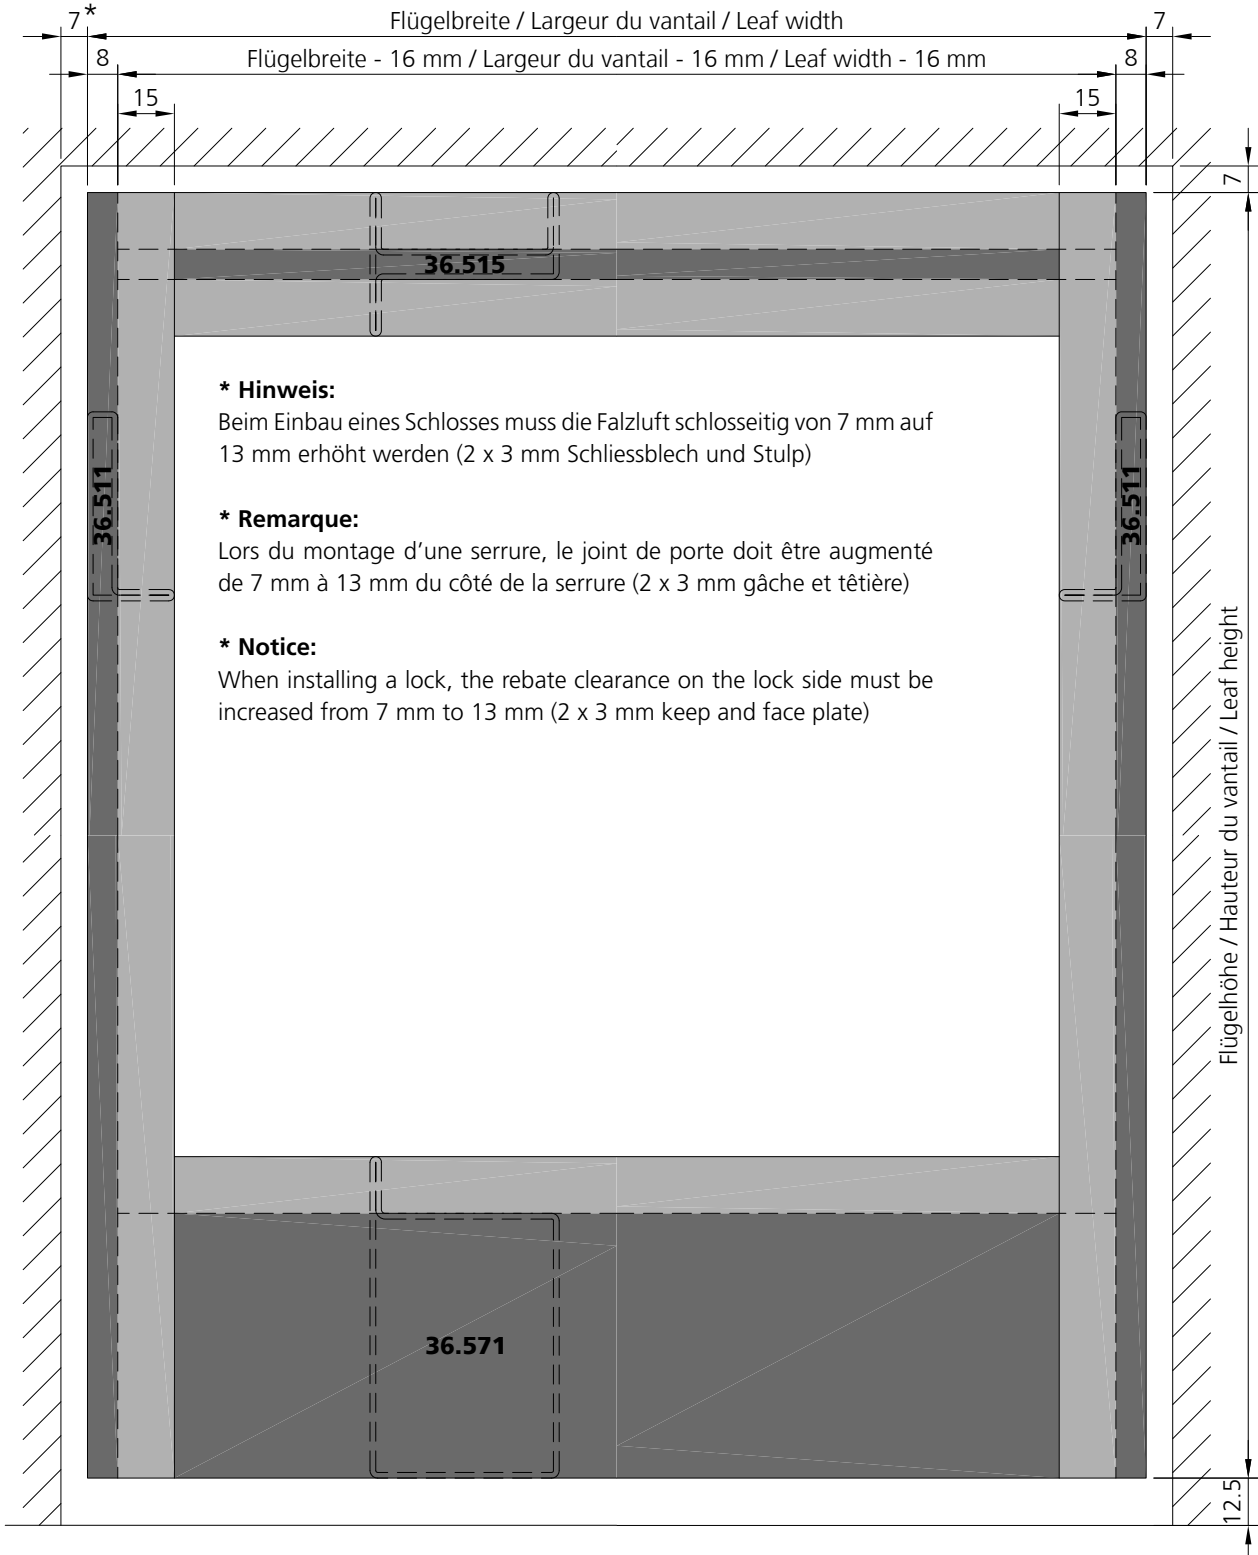 7* Flügelbreite / Largeur du vantail / Leaf width 7
8 Flügelbreite - 16 mm / Largeur du vantail - 16 mm / Leaf width - 16 mm 8
15 15
7
36.515
* Hinweis:
Beim Einbau eines Schlosses muss die Falzluft schlosseitig von 7 mm auf
13 mm erhöht werden (2 x 3 mm Schliessblech und Stulp)
36.511
36.511
* Remarque:
Lors du montage d’une serrure, le joint de porte doit être augmenté
de 7 mm à 13 mm du côté de la serrure (2 x 3 mm gâche et têtière)
* Notice:
When installing a lock, the rebate clearance on the lock side must be
increased from 7 mm to 13 mm (2 x 3 mm keep and face plate)
Flügelhöhe / Hauteur du vantail / Leaf height
36.571
12.5